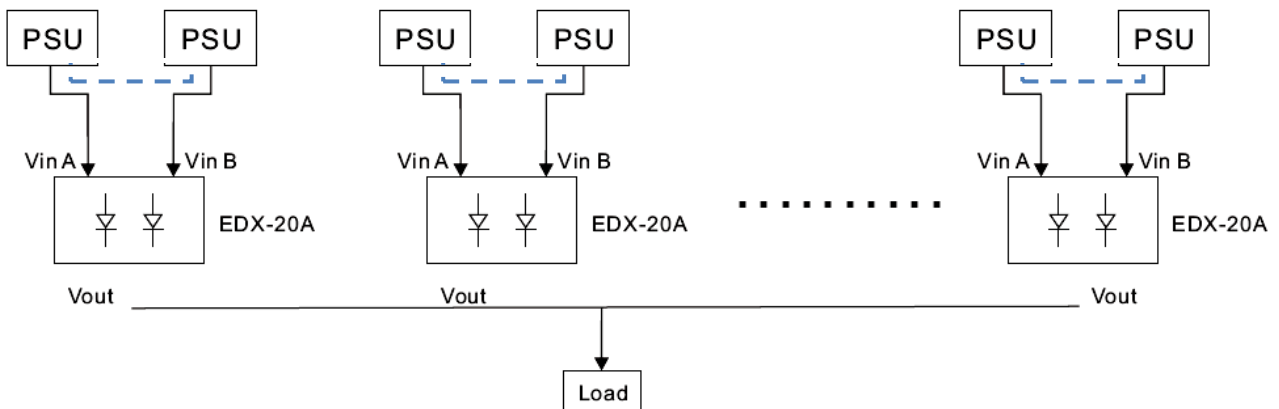 PSU PSU PSU PSU PSU PSU
Vin A Vin B Vin A Vin B Vin A Vin B
EDX-20A EDX-20A EDX-20A
Vout Vout Vout
Load